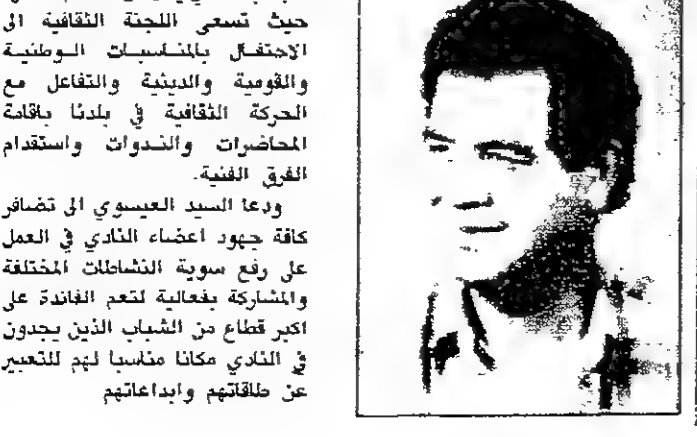 حيث تسعى اللجنة الثقافية الى
الاحتفال بالمناسبات الوطنية
والقومية والدينية والتفاعل مع
الحركة الثقافية في بلدنا باقامة
المحاضرات والندوات واستقدام
الفرق الفنية.
ودعا السيد العيسوي الى تضافر
كافة جهود اعضاء النادي في العمل
على رفع سوية النشاطات المختلفة
والمشاركة بفعالية لتعم الفائدة على
اكبر قطاع من الشباب الذين يجدون
في النادي مكانا مناسبا لهم للتعبير
عن طاقاتهم وابداعاتهم